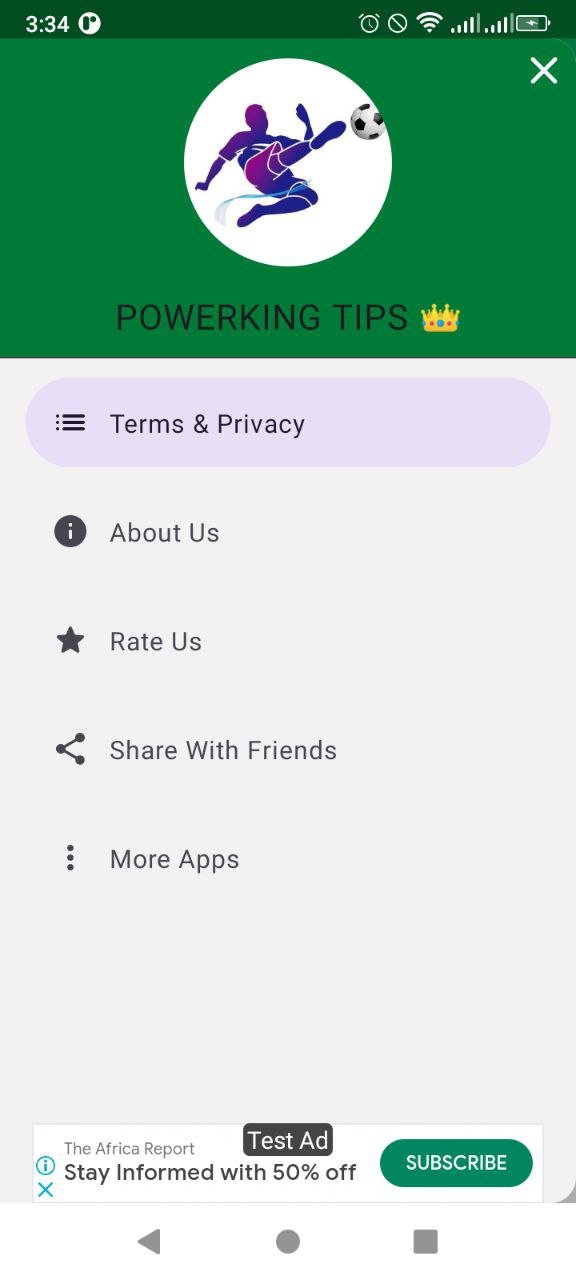 3:34
POWERKING TIPS 👑
Terms & Privacy
About Us
Rate Us
Share With Friends
More Apps
Test Ad
The Africa Report
Stay Informed with 50% off
SUBSCRIBE